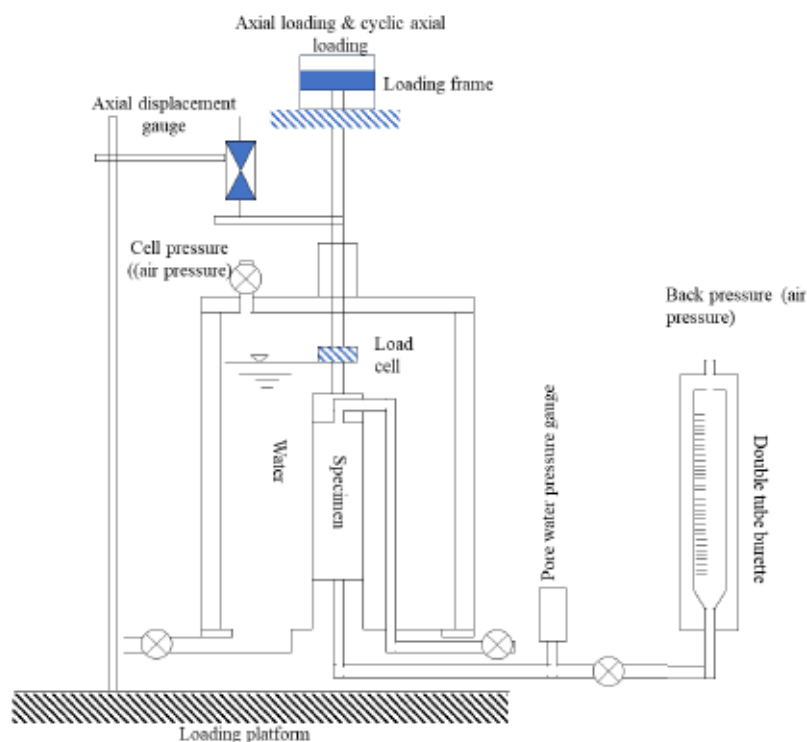 Axial loading & cyclic axial
loading
Loading frame
Axial displacement
gauge
Cell pressure
((air pressure)
Back pressure (air
pressure)
Load
cell
Water
Specimen
Pore water pressure gauge
Double tube burette
Loading platform